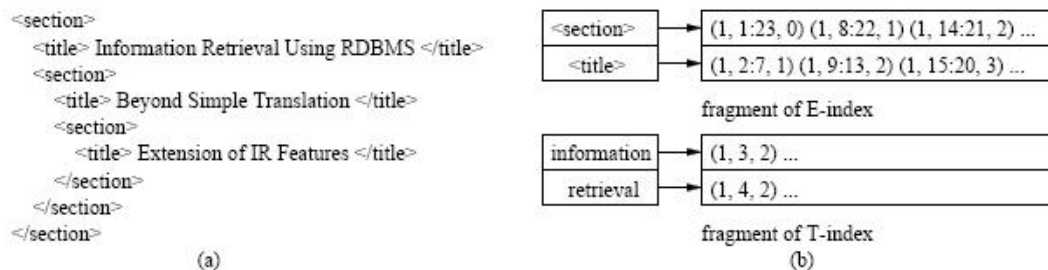 <section>
<title> Information Retrieval Using RDBMS </title>
<section>
<title> Beyond Simple Translation </title>
<section>
<title> Extension of IR Features </title>
</section>
</section>
</section>
(a)
<section> (1, 1:23, 0) (1, 8:22, 1) (1, 14:21, 2) ...
<title> (1, 2:7, 1) (1, 9:13, 2) (1, 15:20, 3) ...
fragment of E-index
information (1, 3, 2) ...
retrieval (1, 4, 2) ...
fragment of T-index
(b)